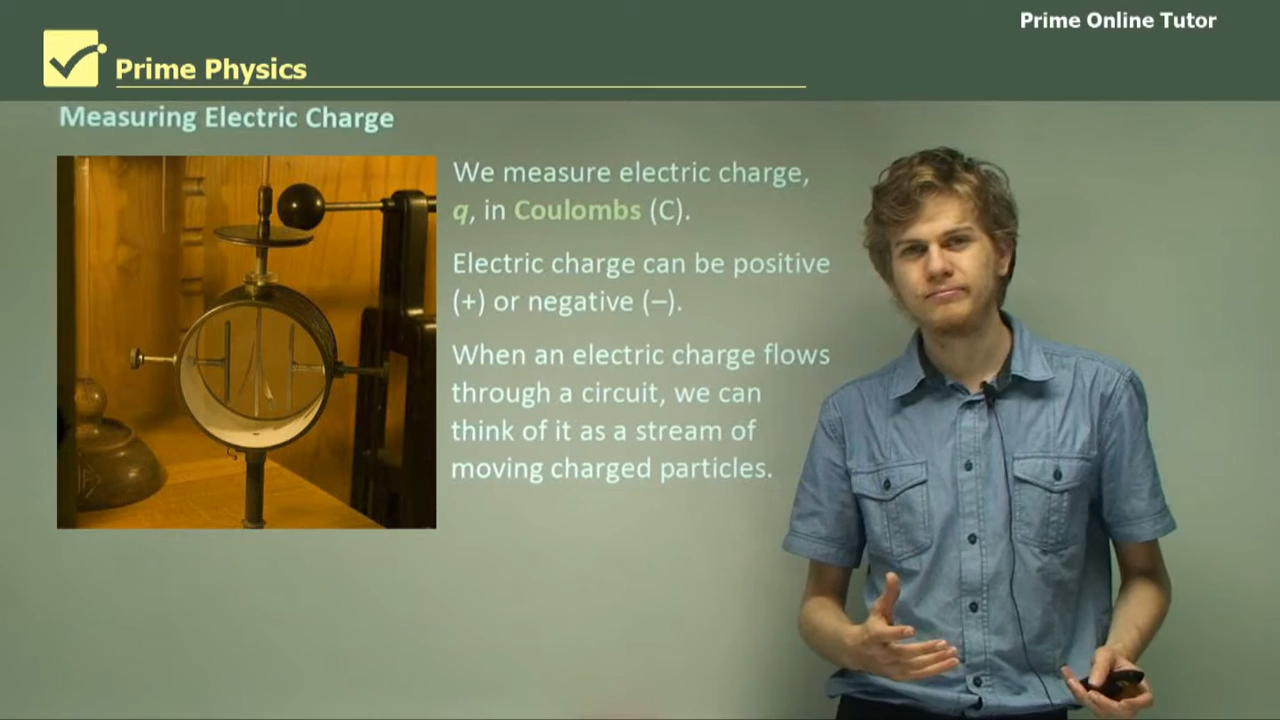 Prime Online Tutor
Prime Physics
Measuring Electric Charge
We measure electric charge,
q, in Coulombs (C).
Electric charge can be positive
(+) or negative (–).
When an electric charge flows
through a circuit, we can
think of it as a stream of
moving charged particles.